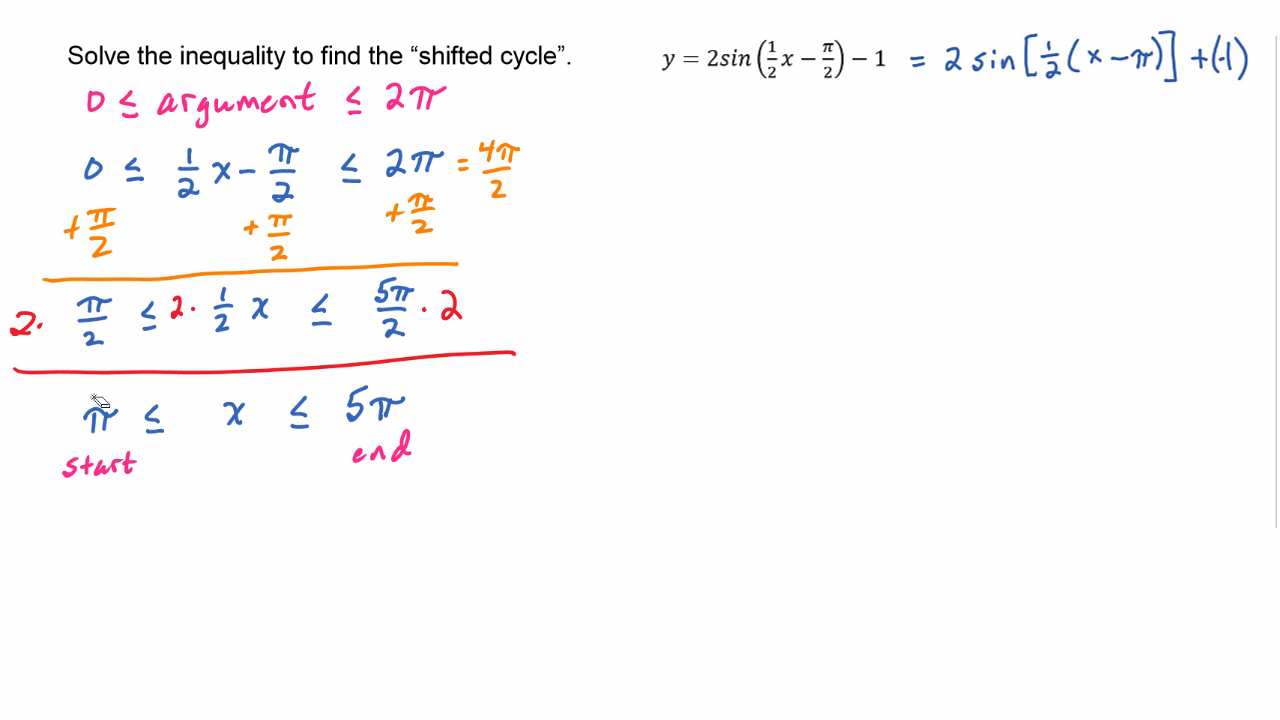 Solve the inequality to find the “shifted cycle”.
0 ≤ argument ≤ 2π
0 ≤ 1/2 x − π/2 ≤ 2π = 4π/2
+ π/2 + π/2 + π/2
2· π/2 ≤ 2· 1/2 x ≤ 5π/2 · 2
π ≤ x ≤ 5π
start end
y = 2sin(1/2 x − π/2) − 1 = 2 sin[1/2 (x − π)] + (-1)